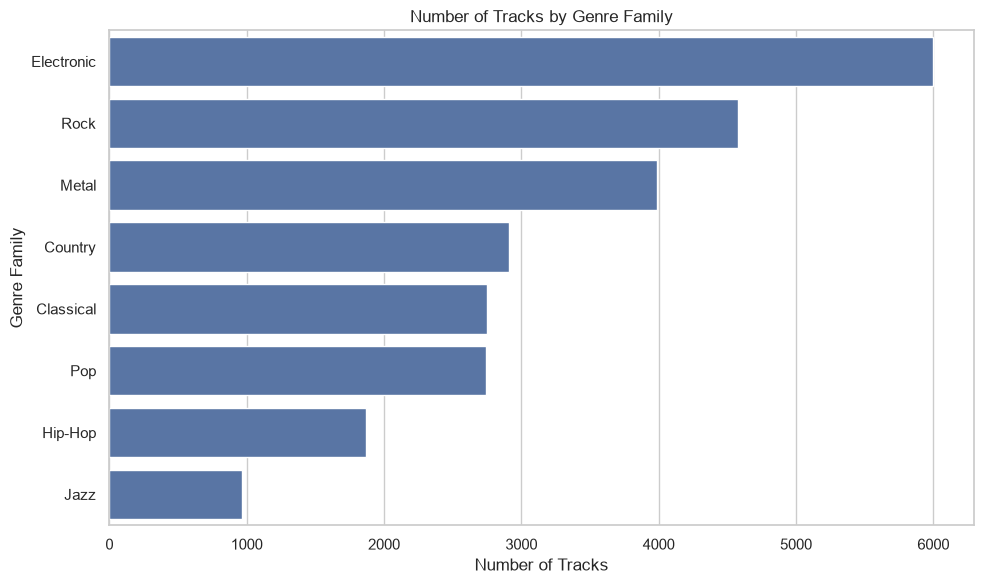 Number of Tracks by Genre Family
Genre Family
Electronic
Rock
Metal
Country
Classical
Pop
Hip-Hop
Jazz
0 1000 2000 3000 4000 5000 6000
Number of Tracks